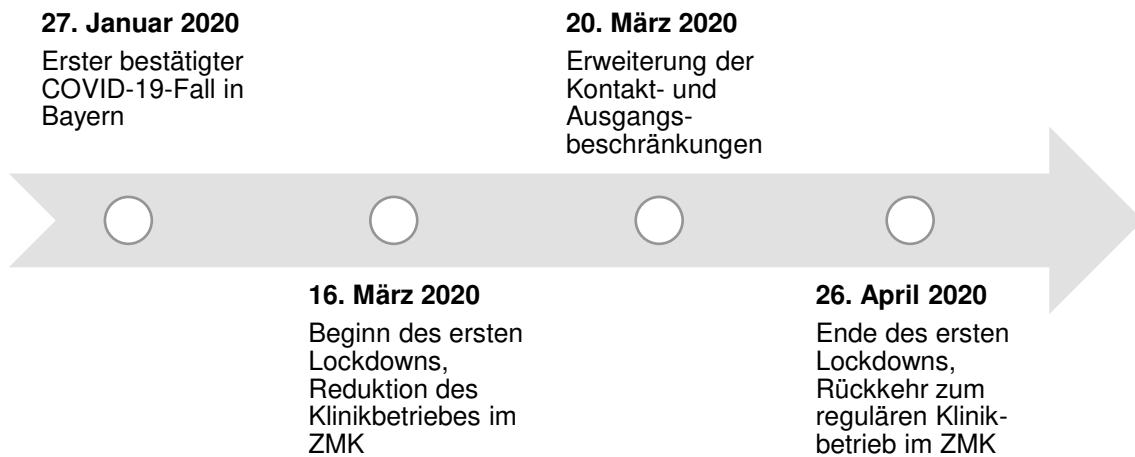 27. Januar 2020
Erster bestätigter
COVID-19-Fall in
Bayern
16. März 2020
Beginn des ersten
Lockdowns,
Reduktion des
Klinikbetriebes im
ZMK
20. März 2020
Erweiterung der
Kontakt- und
Ausgangs-
beschränkungen
26. April 2020
Ende des ersten
Lockdowns,
Rückkehr zum
regulären Klinik-
betrieb im ZMK